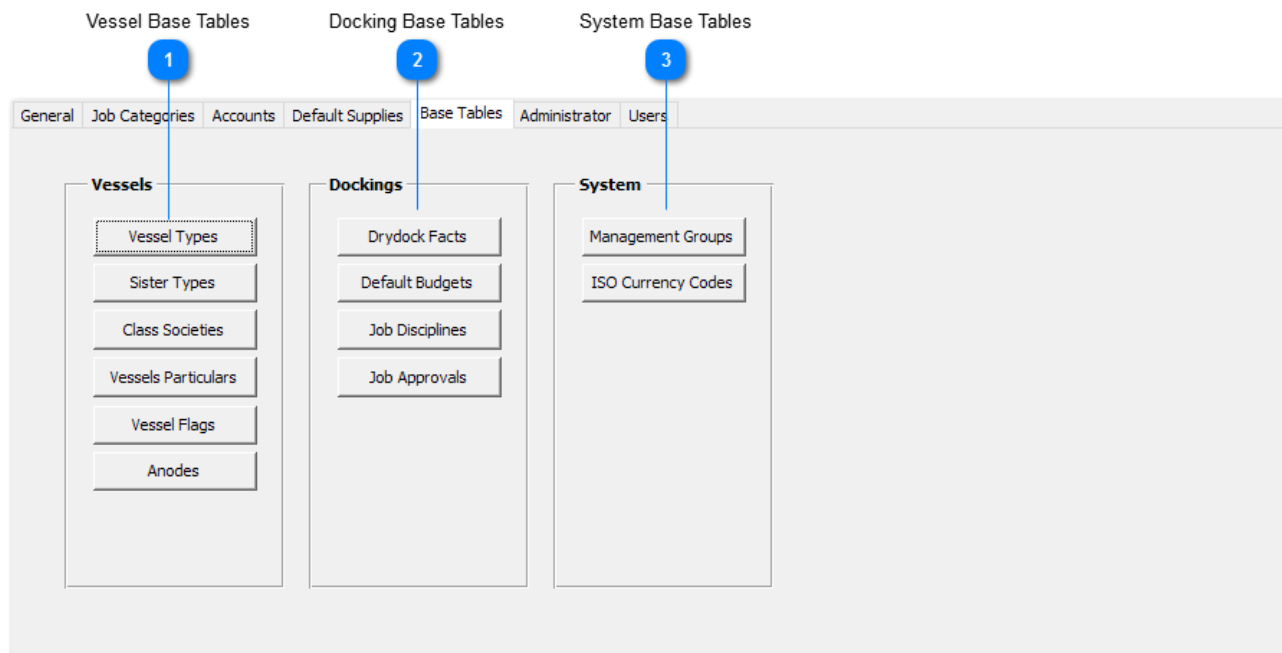 Vessel Base Tables Docking Base Tables System Base Tables
1 2 3
General Job Categories Accounts Default Supplies Base Tables Administrator Users
Vessels Dockings System
Vessel Types Drydock Facts Management Groups
Sister Types Default Budgets ISO Currency Codes
Class Societies Job Disciplines
Vessels Particulars Job Approvals
Vessel Flags
Anodes